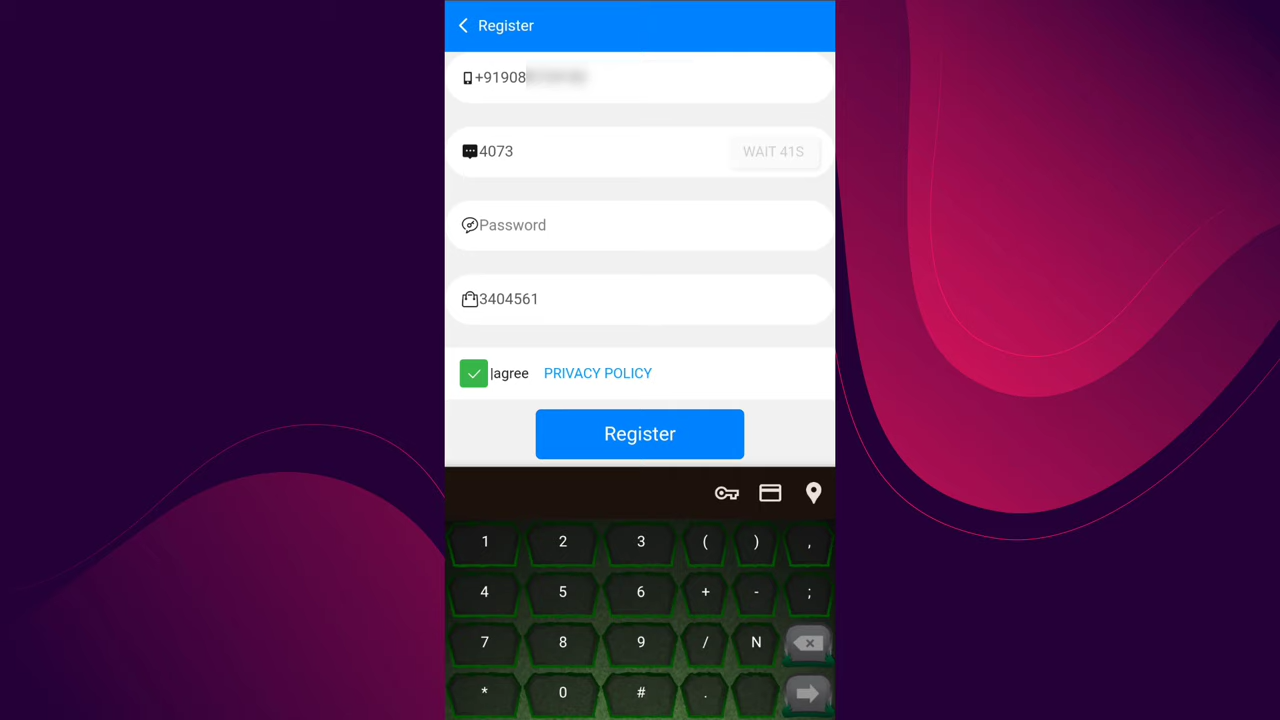 Register
+91908
4073 WAIT 41S
Password
3404561
|agree PRIVACY POLICY
Register
1 2 3 ( ) ,
4 5 6 + - ;
7 8 9 / N
* 0 # .